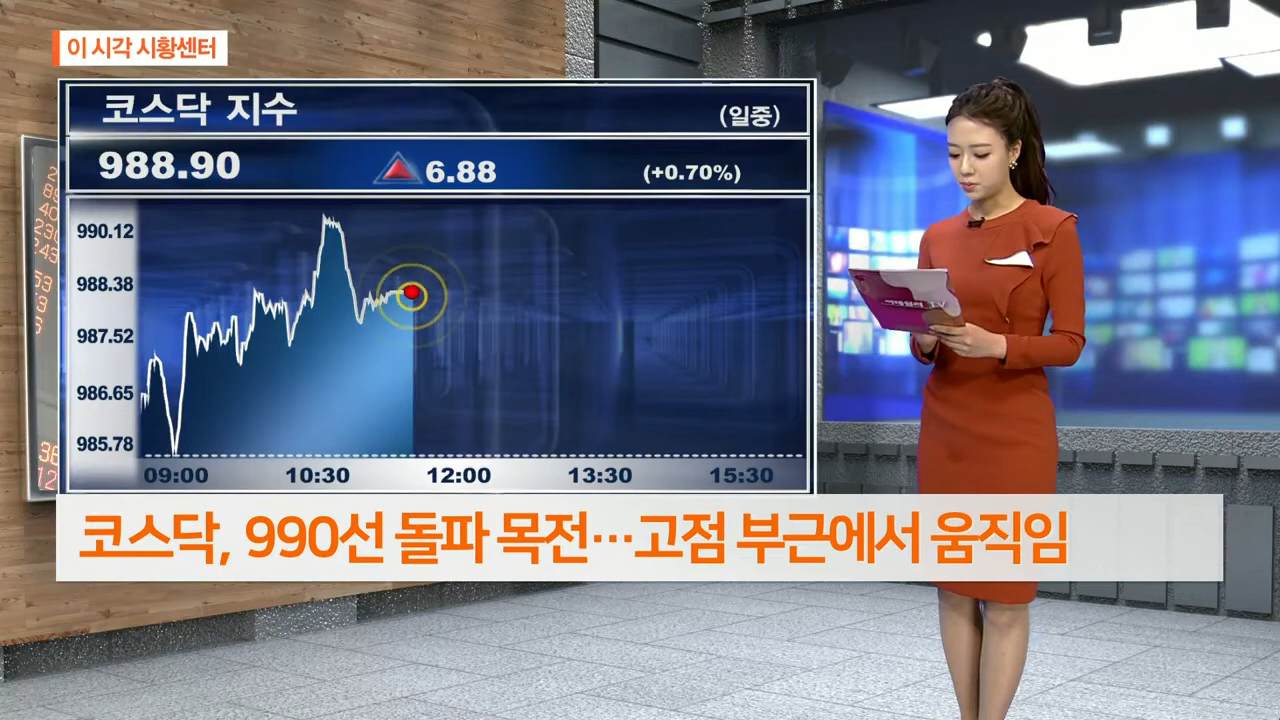 이 시각 시황센터
코스닥 지수 (일중)
988.90 ▲ 6.88 (+0.70%)
990.12
988.38
987.52
986.65
985.78
09:00 10:30 12:00 13:30 15:30
코스닥, 990선 돌파 목전…고점 부근에서 움직임